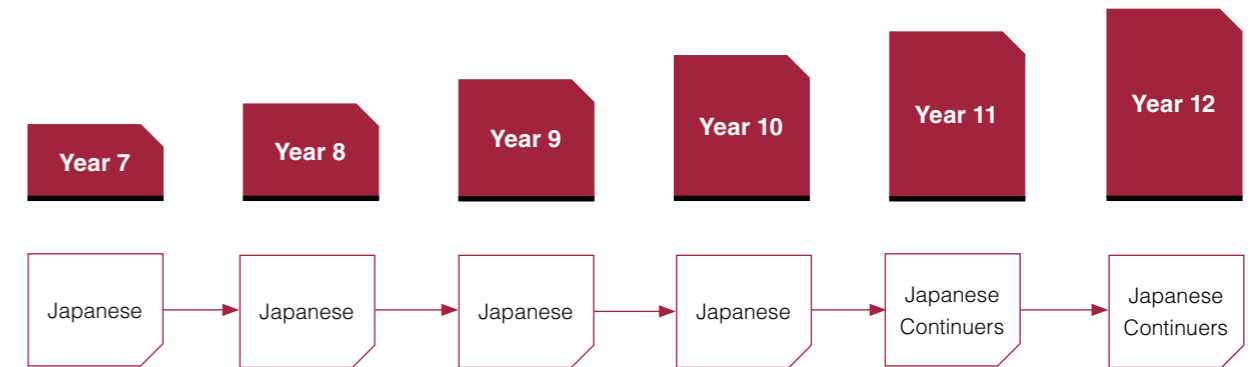 Year 7
Year 8
Year 9
Year 10
Year 11
Year 12
Japanese
Japanese
Japanese
Japanese
Japanese
Continuers
Japanese
Continuers